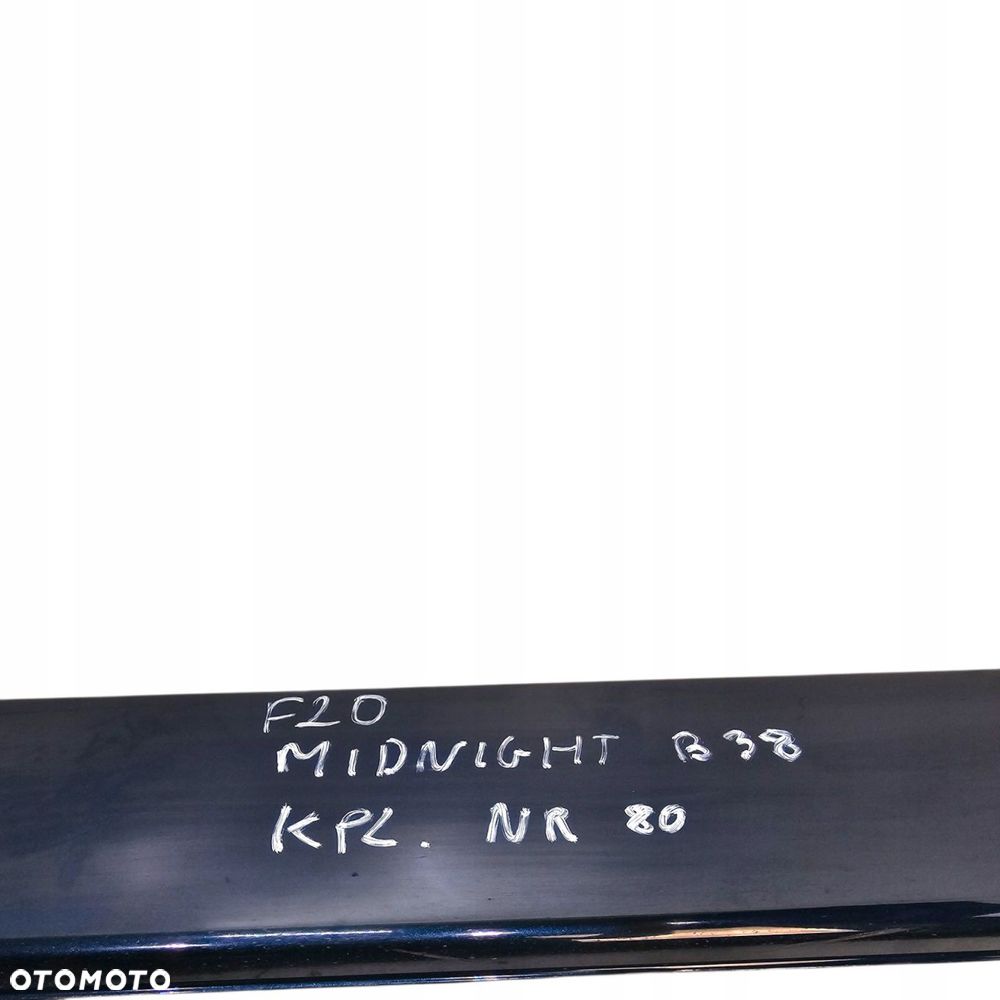 F20
MIDNIGHT B38
KPL. NR 80
OTOMOTO